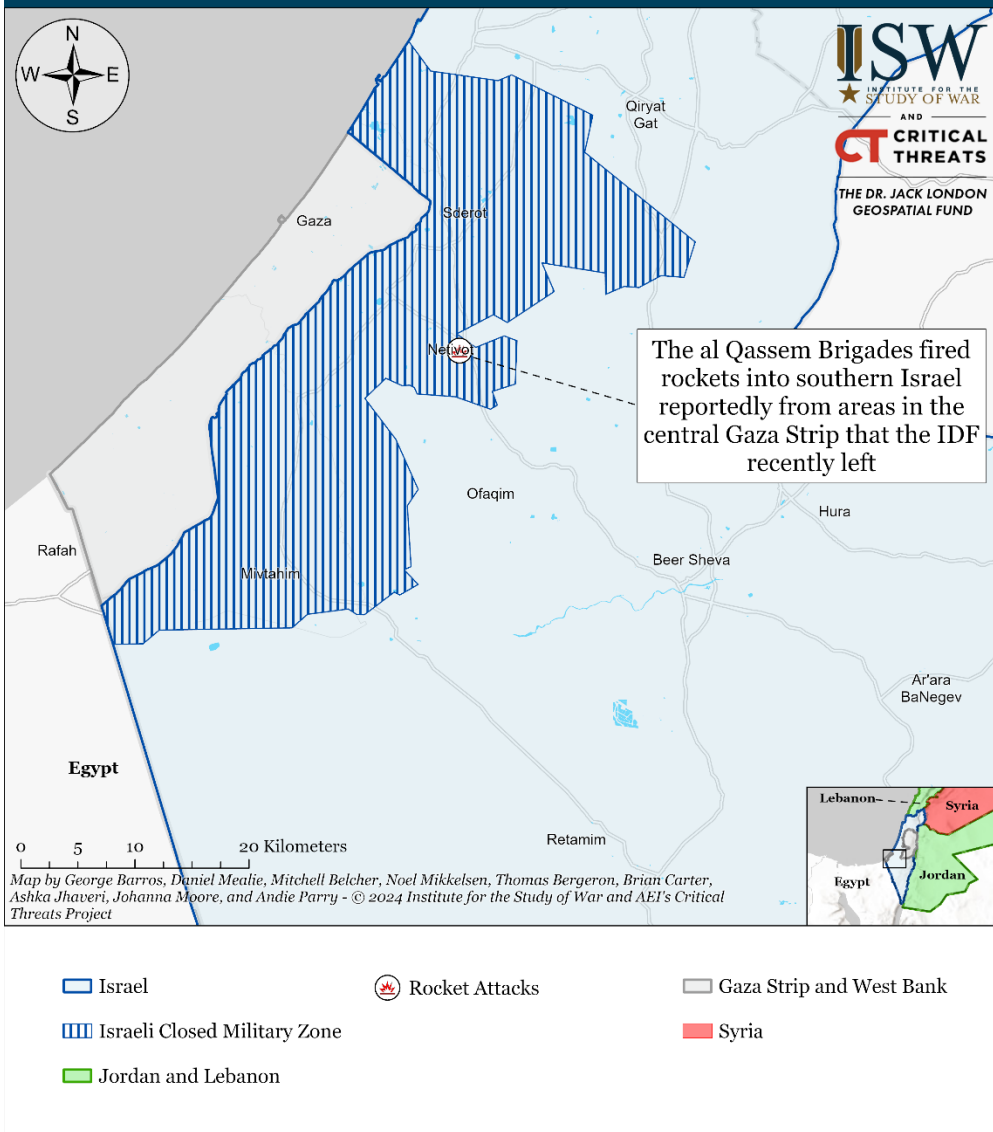 N
W E
S
ISW
INSTITUTE FOR THE
STUDY OF WAR
AND
CT CRITICAL
THREATS
THE DR. JACK LONDON
GEOSPATIAL FUND
Qiryat
Gat
Sderot
Gaza
Netivot
The al Qassem Brigades fired
rockets into southern Israel
reportedly from areas in the
central Gaza Strip that the IDF
recently left
Ofaqim
Hura
Rafah
Beer Sheva
Mivtahim
Ar'ara
BaNegev
Egypt
Retamim
0 5 10 20 Kilometers
Lebanon
Syria
Egypt
Jordan
Map by George Barros, Daniel Mealie, Mitchell Belcher, Noel Mikkelsen, Thomas Bergeron, Brian Carter,
Ashka Jhaveri, Johanna Moore, and Andie Parry - © 2024 Institute for the Study of War and AEI's Critical
Threats Project
Israel
Rocket Attacks
Gaza Strip and West Bank
Israeli Closed Military Zone
Syria
Jordan and Lebanon